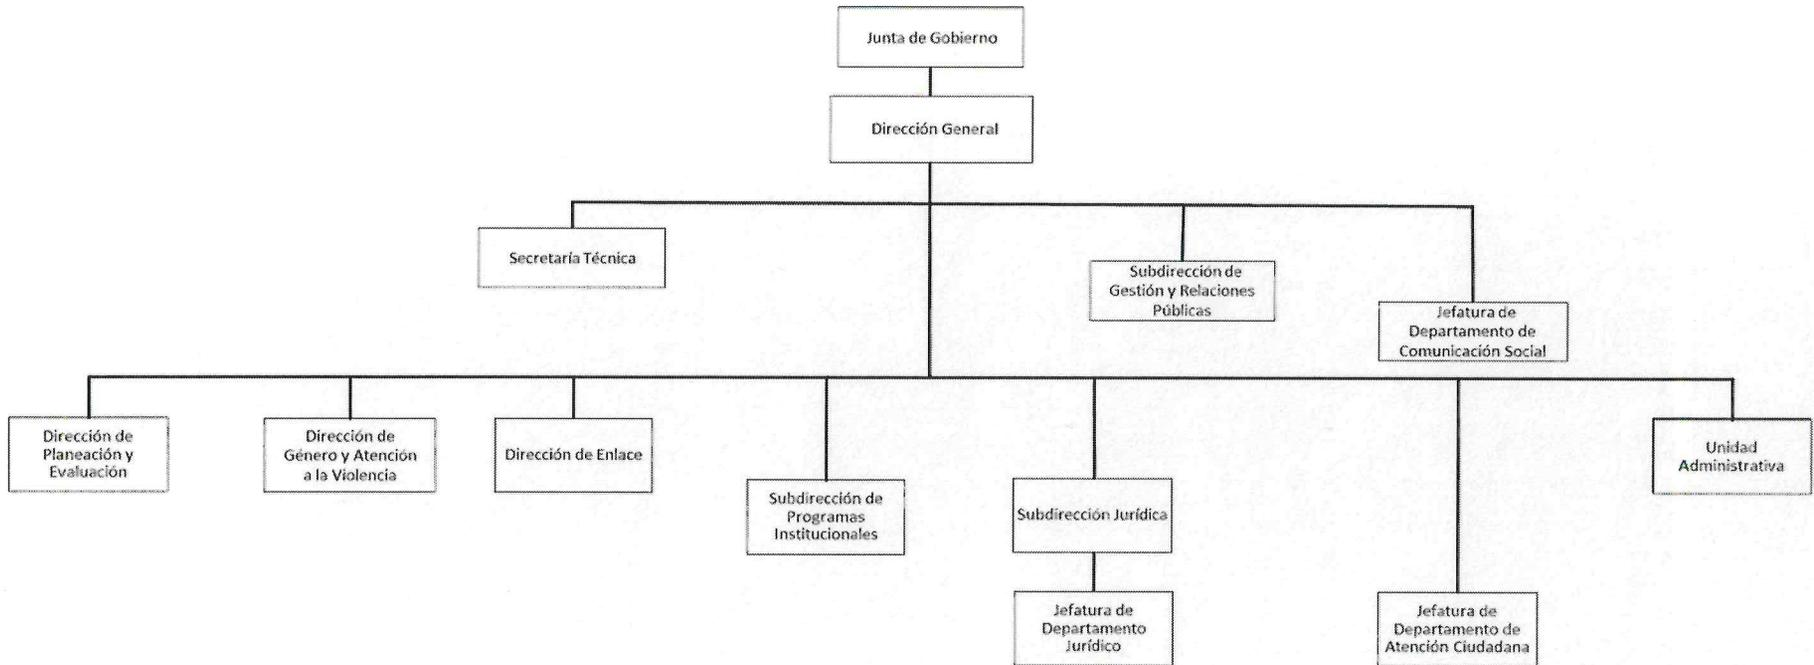 Junta de Gobierno
Dirección General
Secretaría Técnica
Subdirección de
Gestión y Relaciones
Públicas
Jefatura de
Departamento de
Comunicación Social
Dirección de
Planeación y
Evaluación
Dirección de
Género y Atención
a la Violencia
Dirección de Enlace
Subdirección de
Programas
Institucionales
Subdirección Jurídica
Jefatura de
Departamento
Jurídico
Jefatura de
Departamento de
Atención Ciudadana
Unidad
Administrativa